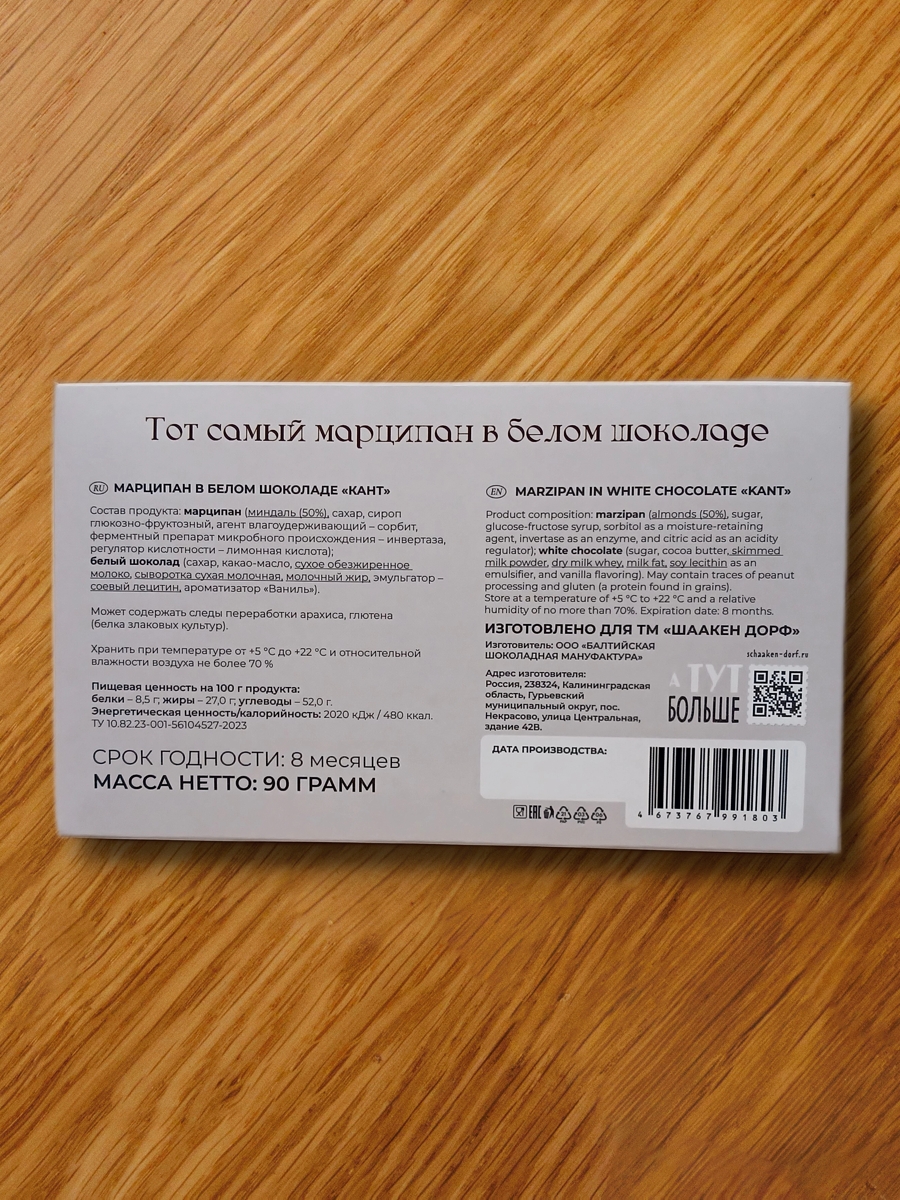 Тот самый марципан в белом шоколаде
RU МАРЦИПАН В БЕЛОМ ШОКОЛАДЕ «КАНТ»
Состав продукта: марципан (миндаль (50%), сахар, сироп
глюкозно-фруктозный, агент влагоудерживающий – сорбит,
ферментный препарат микробного происхождения – инвертаза,
регулятор кислотности – лимонная кислота);
белый шоколад (сахар, какао-масло, сухое обезжиренное
молоко, сыворотка сухая молочная, молочный жир, эмульгатор –
соевый лецитин, ароматизатор «Ваниль»).
Может содержать следы переработки арахиса, глютена
(белка злаковых культур).
Хранить при температуре от +5 °C до +22 °C и относительной
влажности воздуха не более 70 %
Пищевая ценность на 100 г продукта:
белки – 8,5 г; жиры – 27,0 г; углеводы – 52,0 г.
Энергетическая ценность/калорийность: 2020 кДж / 480 ккал.
ТУ 10.82.23-001-56104527-2023
СРОК ГОДНОСТИ: 8 месяцев
МАССА НЕТТО: 90 ГРАММ
EN MARZIPAN IN WHITE CHOCOLATE «KANT»
Product composition: marzipan (almonds (50%), sugar,
glucose-fructose syrup, sorbitol as a moisture-retaining
agent, invertase as an enzyme, and citric acid as an acidity
regulator); white chocolate (sugar, cocoa butter, skimmed
milk powder, dry milk whey, milk fat, soy lecithin as an
emulsifier, and vanilla flavoring). May contain traces of peanut
processing and gluten (a protein found in grains).
Store at a temperature of +5 °C to +22 °C and a relative
humidity of no more than 70%. Expiration date: 8 months.
ИЗГОТОВЛЕНО ДЛЯ ТМ «ШААКЕН ДОРФ»
Изготовитель: ООО «БАЛТИЙСКАЯ
ШОКОЛАДНАЯ МАНУФАКТУРА»
Адрес изготовителя:
Россия, 238324, Калининградская
область, Гурьевский
муниципальный округ, пос.
Некрасово, улица Центральная,
здание 42В.
schaaken-dorf.ru
А ТУТ
БОЛЬШЕ
ДАТА ПРОИЗВОДСТВА:
EAC
4 673767 991803